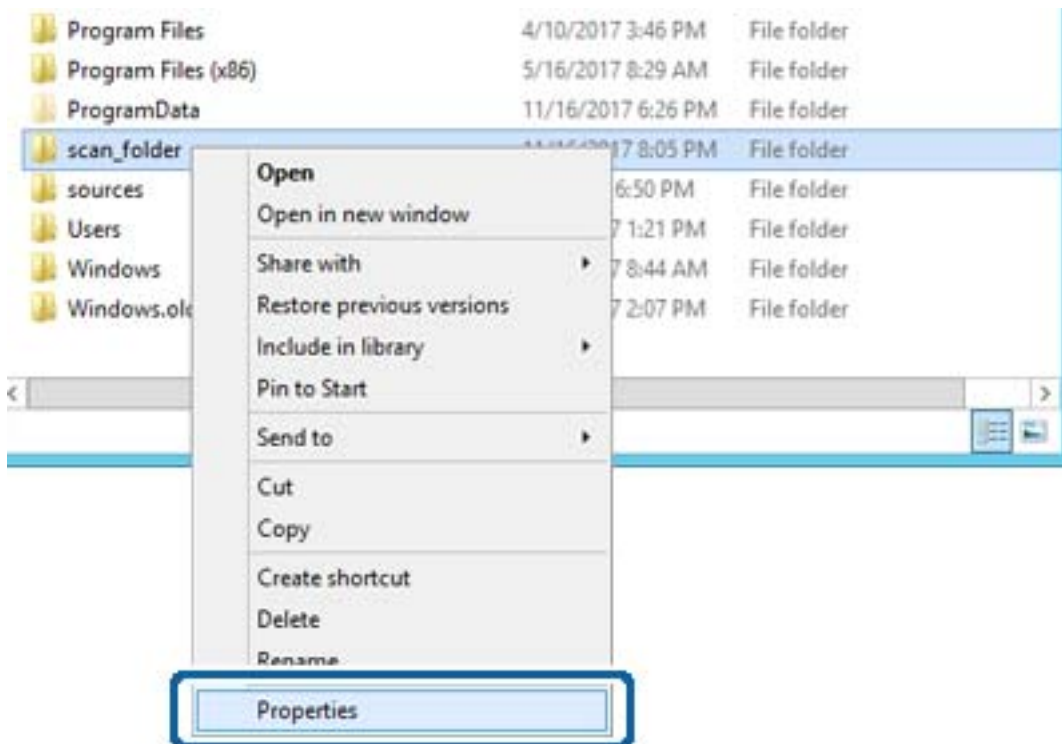 Program Files 4/10/2017 3:46 PM File folder
Program Files (x86) 5/16/2017 8:29 AM File folder
ProgramData 11/16/2017 6:26 PM File folder
scan_folder 17 8:05 PM File folder
sources 6:50 PM File folder
Users 7 1:21 PM File folder
Windows 7 8:44 AM File folder
Windows.old 7 2:07 PM File folder
Open
Open in new window
Share with
Restore previous versions
Include in library
Pin to Start
Send to
Cut
Copy
Create shortcut
Delete
Rename
Properties